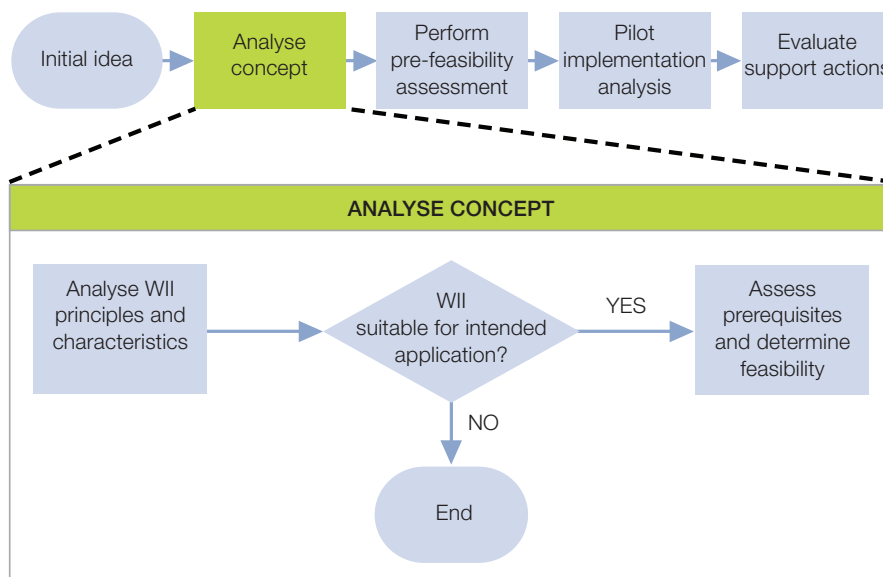 Initial idea
Analyse
concept
Perform
pre-feasibility
assessment
Pilot
implementation
analysis
Evaluate
support actions
ANALYSE CONCEPT
Analyse WII
principles and
characteristics
WII
suitable for intended
application?
YES
Assess
prerequisites
and determine
feasibility
NO
End